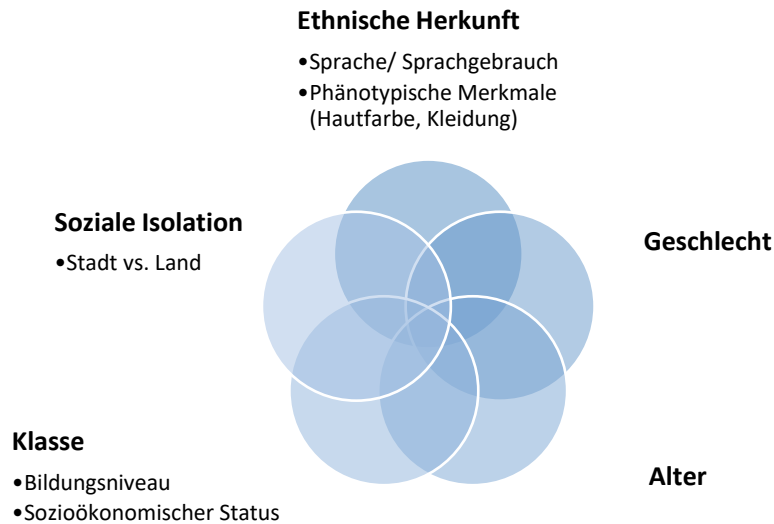 Ethnische Herkunft
•Sprache/ Sprachgebrauch
•Phänotypische Merkmale
(Hautfarbe, Kleidung)
Soziale Isolation
•Stadt vs. Land
Geschlecht
Klasse
•Bildungsniveau
•Sozioökonomischer Status
Alter